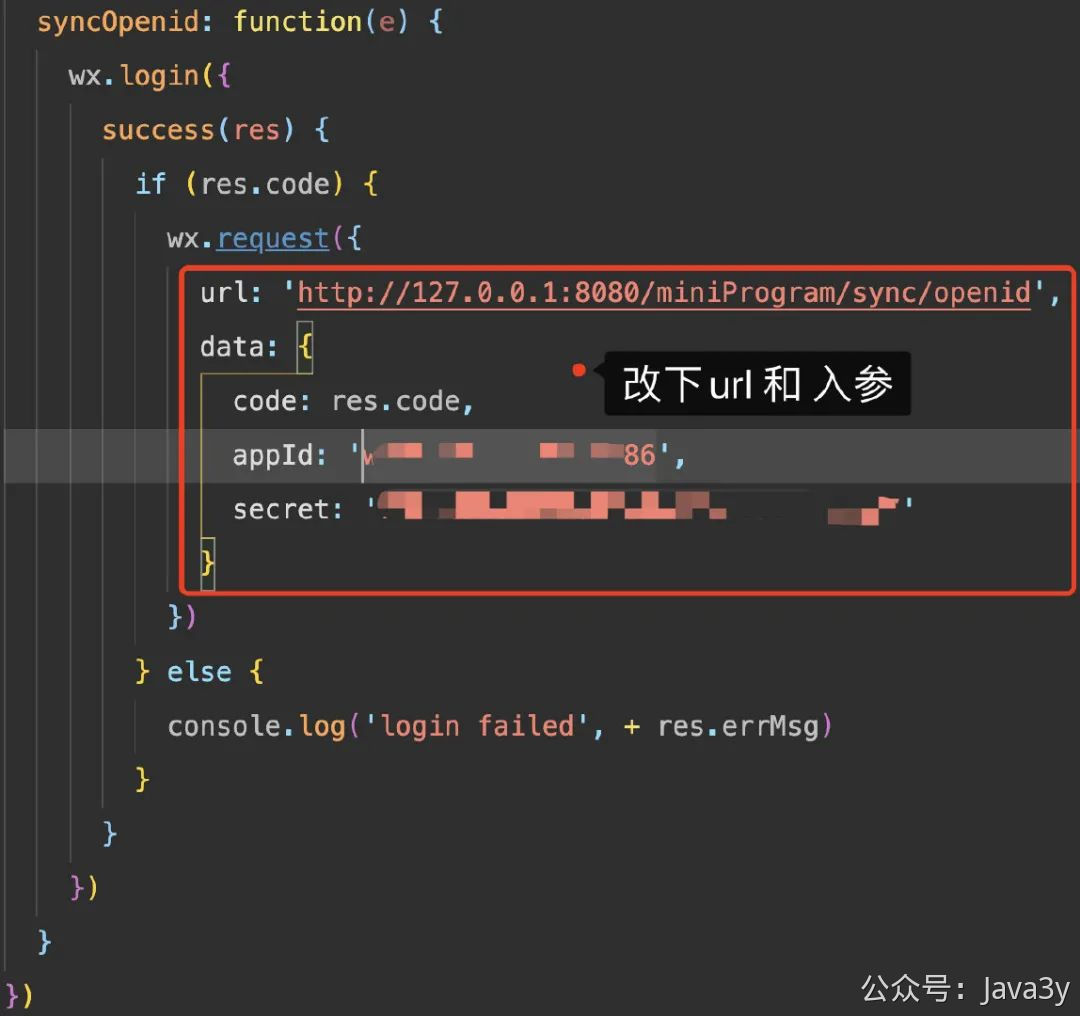 syncOpenid: function(e) {
wx.login({
success(res) {
if (res.code) {
wx.request({
url: 'http://127.0.0.1:8080/miniProgram/sync/openid',
data: {
改下url 和 入参
code: res.code,
appId: 'w 86',
secret: ' '
}
})
} else {
console.log('login failed', + res.errMsg)
}
}
})
}
})
公众号：Java3y